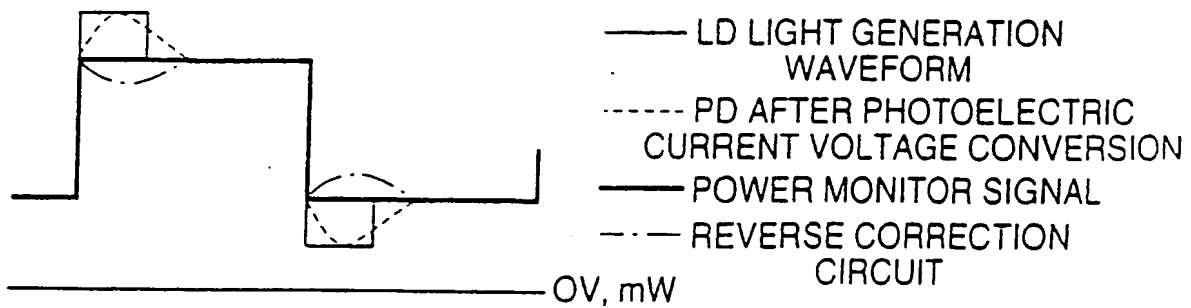 LD LIGHT GENERATION
WAVEFORM
PD AFTER PHOTOELECTRIC
CURRENT VOLTAGE CONVERSION
POWER MONITOR SIGNAL
REVERSE CORRECTION
CIRCUIT
OV, mW